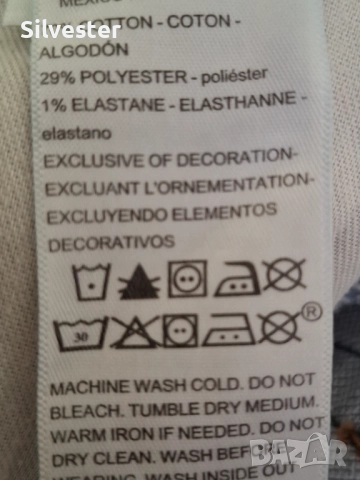 COTTON - COTON -
ALGODÓN
29% POLYESTER - poliéster
1% ELASTANE - ELASTHANNE -
elastano
EXCLUSIVE OF DECORATION-
EXCLUANT L'ORNEMENTATION-
EXCLUYENDO ELEMENTOS
DECORATIVOS
30 ®
MACHINE WASH COLD. DO NOT
BLEACH. TUMBLE DRY MEDIUM.
WARM IRON IF NEEDED. DO NOT
DRY CLEAN. WASH BEFORE
WEARING. WASH INSIDE OUT
Bazar